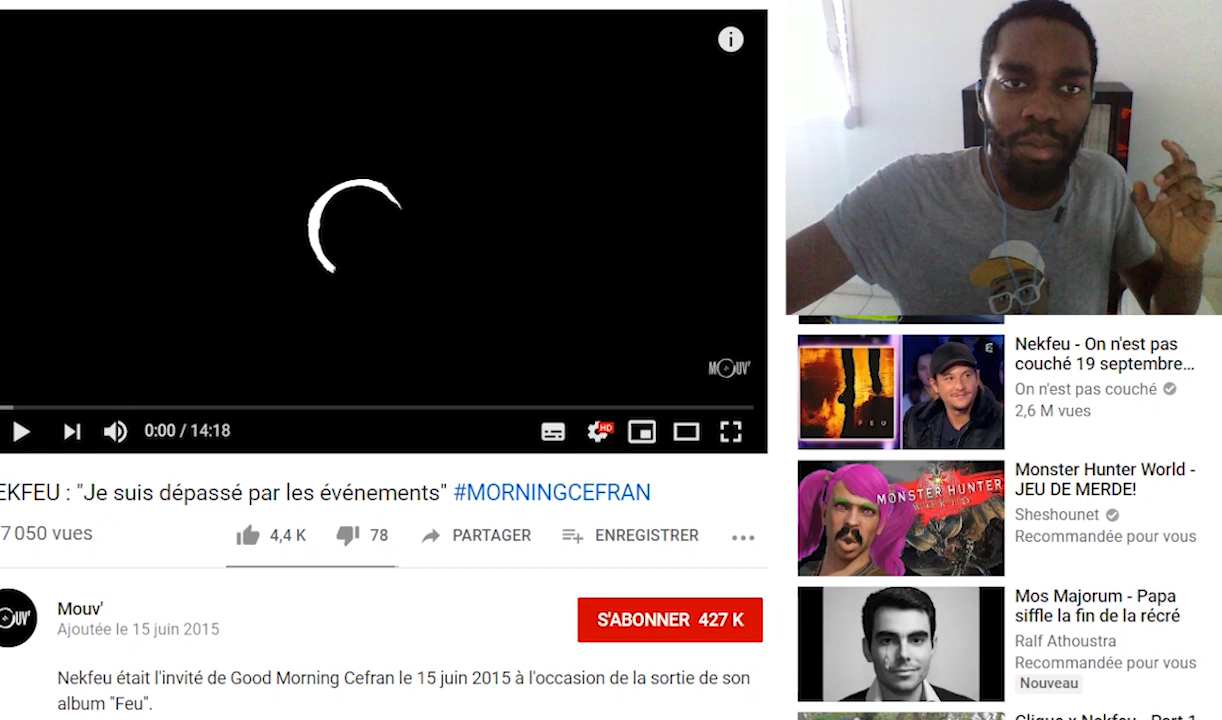 MOUV'
0:00 / 14:18
HD
EKFEU : "Je suis dépassé par les événements" #MORNINGCEFRAN
7 050 vues
4,4 K
78
PARTAGER
ENREGISTRER
Mouv'
Ajoutée le 15 juin 2015
S'ABONNER 427 K
Nekfeu était l'invité de Good Morning Cefran le 15 juin 2015 à l'occasion de la sortie de son
album "Feu".
FEU
Nekfeu - On n'est pas
couché 19 septembre...
On n'est pas couché
2,6 M vues
MONSTER HUNTER
WORLD
Monster Hunter World -
JEU DE MERDE!
Sheshounet
Recommandée pour vous
Mos Majorum - Papa
siffle la fin de la récré
Ralf Athoustra
Recommandée pour vous
Nouveau
Clique x Nekfeu - Part 1